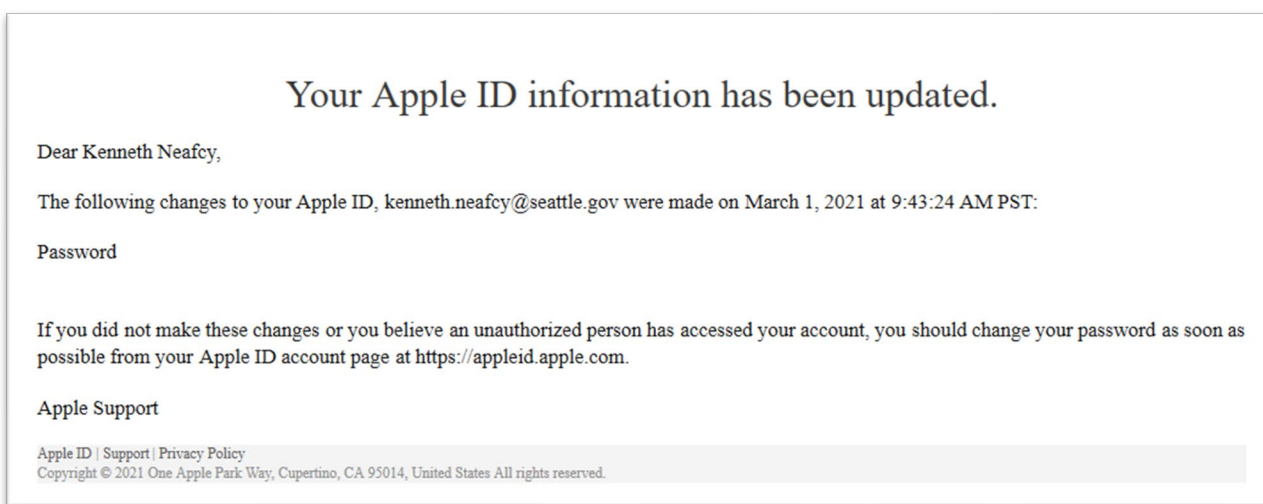 Your Apple ID information has been updated.
Dear Kenneth Neafcy,
The following changes to your Apple ID, kenneth.neafcy@seattle.gov were made on March 1, 2021 at 9:43:24 AM PST:
Password
If you did not make these changes or you believe an unauthorized person has accessed your account, you should change your password as soon as
possible from your Apple ID account page at https://appleid.apple.com.
Apple Support
Apple ID | Support | Privacy Policy
Copyright © 2021 One Apple Park Way, Cupertino, CA 95014, United States All rights reserved.